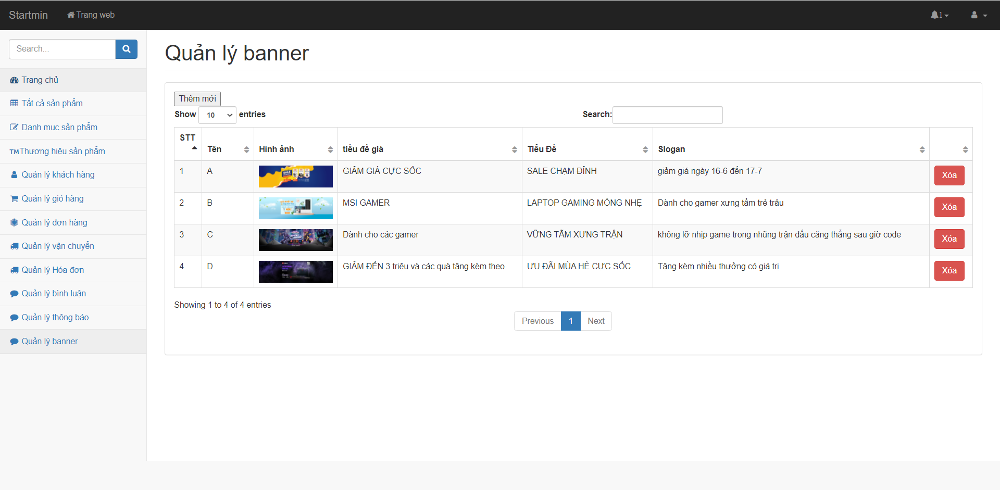 Startmin Trang web 1
Search...
Quản lý banner
Trang chủ
Tất cả sản phẩm
Danh mục sản phẩm
TMThương hiệu sản phẩm
Quản lý khách hàng
Quản lý giỏ hàng
Quản lý đơn hàng
Quản lý vận chuyển
Quản lý Hóa đơn
Quản lý bình luận
Quản lý thông báo
Quản lý banner
Thêm mới
Show 10 entries Search:
STT Tên Hình ảnh tiều đề giá Tiểu Đề Slogan
1 A SALE GIẢM GIÁ CỰC SỐC SALE CHẠM ĐỈNH giảm giá ngày 16-6 đến 17-7 Xóa
2 B MSI GAMER LAPTOP GAMING MỎNG NHẸ Dành cho gamer xưng tầm trẻ trâu Xóa
3 C Dành cho các gamer VỮNG TÂM XƯNG TRẬN không lỡ nhịp game trong nhũng trận đấu căng thẳng sau giờ code Xóa
4 D GIẢM ĐẾN 3 triệu và các quà tặng kèm theo ƯU ĐÃI MÙA HÈ CỰC SỐC Tặng kèm nhiều thưởng có giá trị Xóa
Showing 1 to 4 of 4 entries
Previous 1 Next